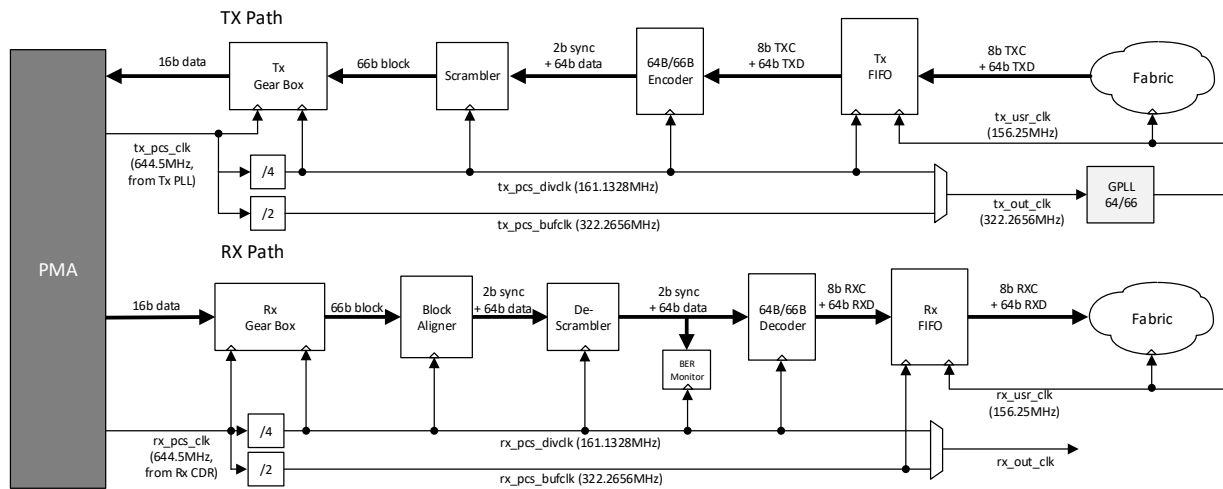 TX Path
16b data
Tx
Gear Box
66b block
Scrambler
2b sync
+ 64b data
64B/66B
Encoder
8b TXC
+ 64b TXD
Tx
FIFO
8b TXC
+ 64b TXD
Fabric
tx_usr_clk
(156.25MHz)
tx_pcs_clk
(644.5MHz,
from Tx PLL)
/4
tx_pcs_divclk (161.1328MHz)
/2
tx_pcs_bufclk (322.2656MHz)
tx_out_clk
(322.2656MHz)
GPLL
64/66
PMA
RX Path
16b data
Rx
Gear Box
66b block
Block
Aligner
2b sync
+ 64b data
De-
Scrambler
2b sync
+ 64b data
BER
Monitor
64B/66B
Decoder
8b RXC
+ 64b RXD
Rx
FIFO
8b RXC
+ 64b RXD
Fabric
rx_usr_clk
(156.25MHz)
rx_pcs_clk
(644.5MHz,
from Rx CDR)
/4
rx_pcs_divclk (161.1328MHz)
/2
rx_pcs_bufclk (322.2656MHz)
rx_out_clk